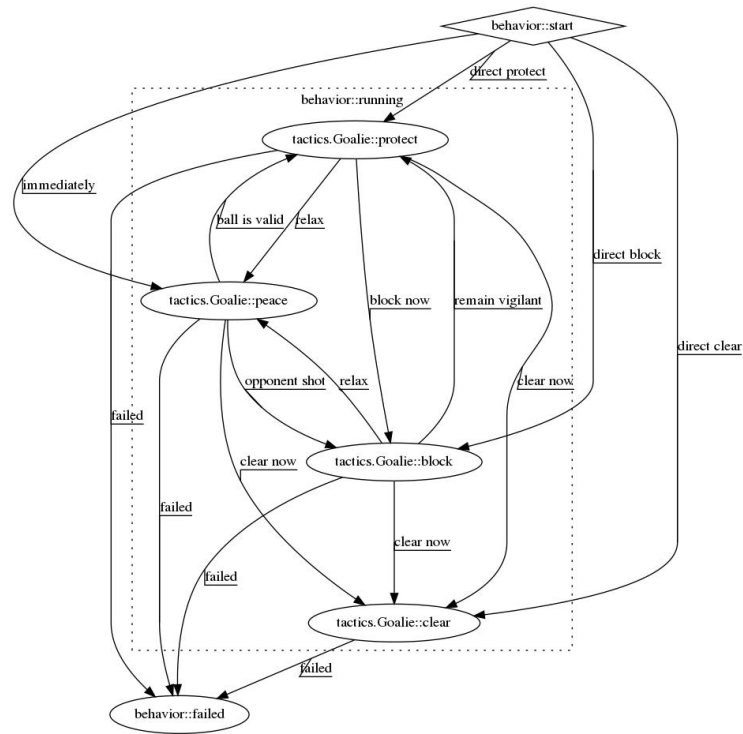 behavior::start
direct protect
behavior::running
tactics.Goalie::protect
immediately
ball is valid
relax
direct block
tactics.Goalie::peace
block now
remain vigilant
direct clear
opponent shot
relax
clear now
failed
tactics.Goalie::block
clear now
failed
clear now
failed
tactics.Goalie::clear
failed
behavior::failed